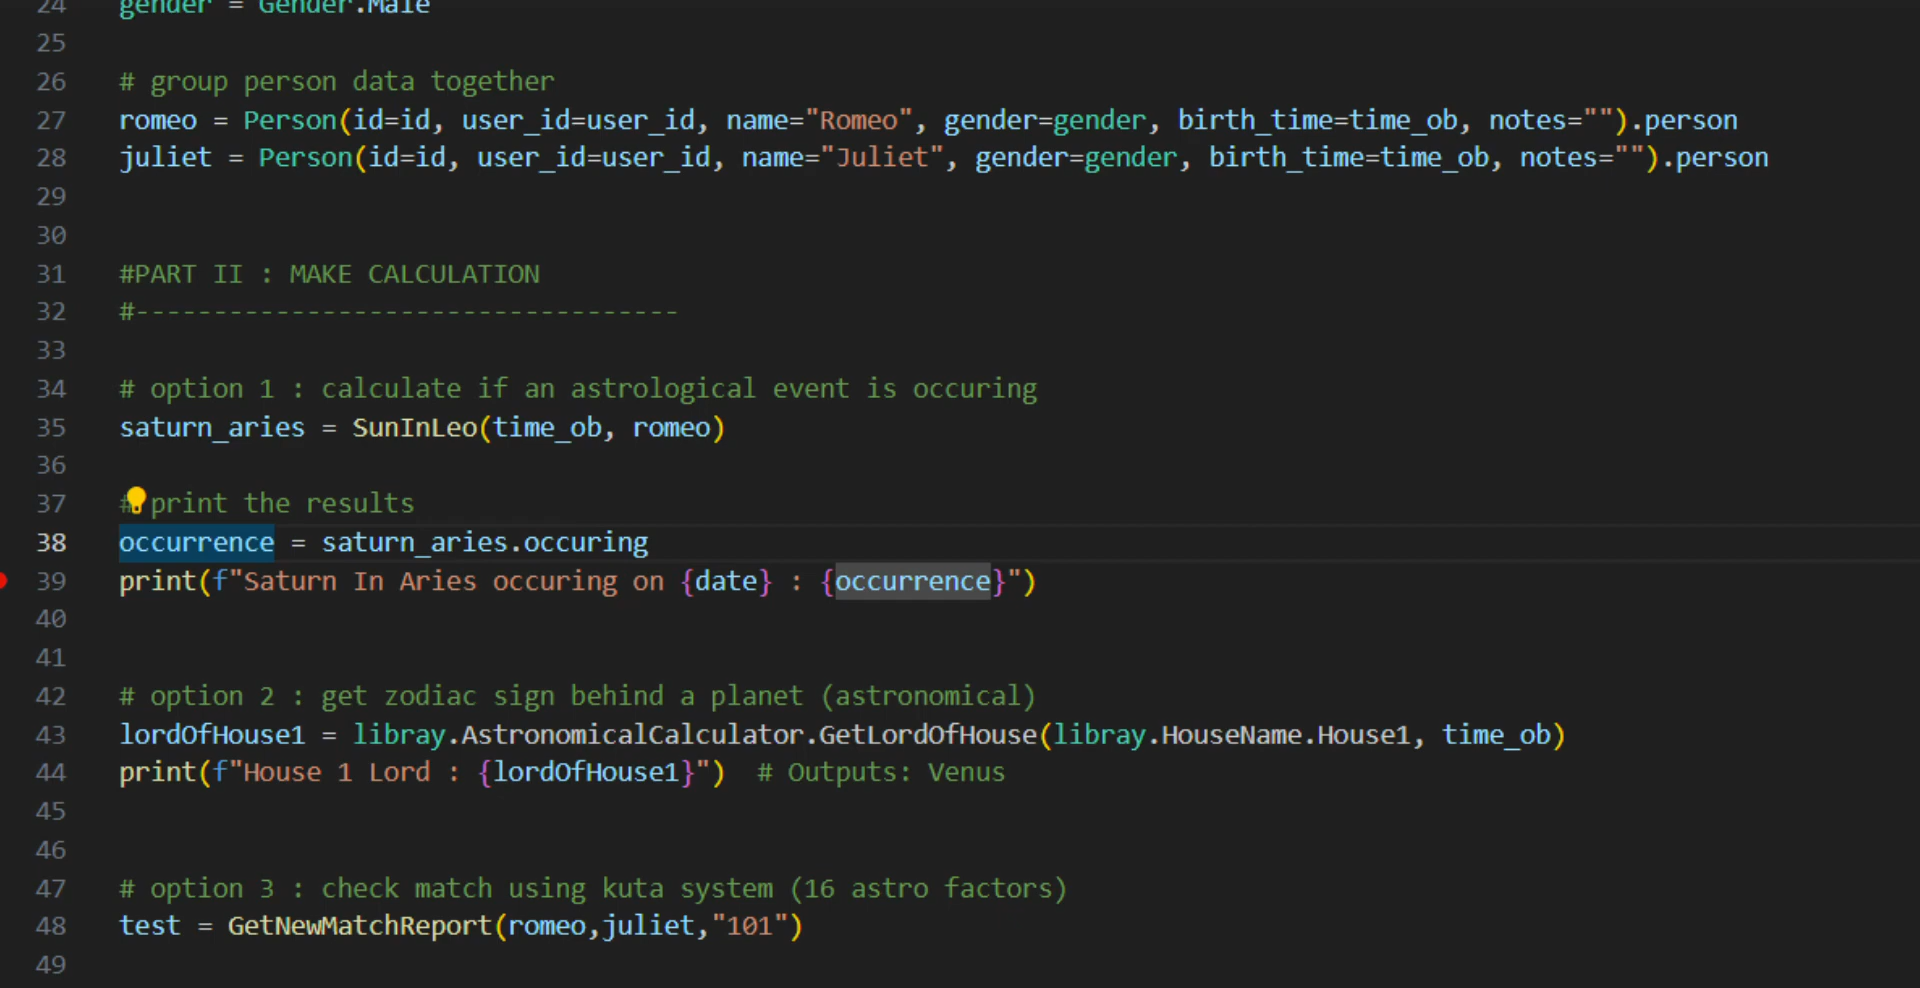 24 gender = Gender.Male
25
26 # group person data together
27 romeo = Person(id=id, user_id=user_id, name="Romeo", gender=gender, birth_time=time_ob, notes="").person
28 juliet = Person(id=id, user_id=user_id, name="Juliet", gender=gender, birth_time=time_ob, notes="").person
29
30
31 #PART II : MAKE CALCULATION
32 #-----------------------------------
33
34 # option 1 : calculate if an astrological event is occuring
35 saturn_aries = SunInLeo(time_ob, romeo)
36
37 # print the results
38 occurrence = saturn_aries.occuring
39 print(f"Saturn In Aries occuring on {date} : {occurrence}")
40
41
42 # option 2 : get zodiac sign behind a planet (astronomical)
43 lordOfHouse1 = libray.AstronomicalCalculator.GetLordOfHouse(libray.HouseName.House1, time_ob)
44 print(f"House 1 Lord : {lordOfHouse1}")  # Outputs: Venus
45
46
47 # option 3 : check match using kuta system (16 astro factors)
48 test = GetNewMatchReport(romeo,juliet,"101")
49